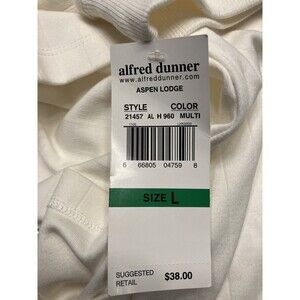 alfred dunner
www.alfreddunner.com
ASPEN LODGE
STYLE COLOR
21457 AL H 960 MULTI
6 66805 04759 8
SIZE L
SUGGESTED
RETAIL $38.00